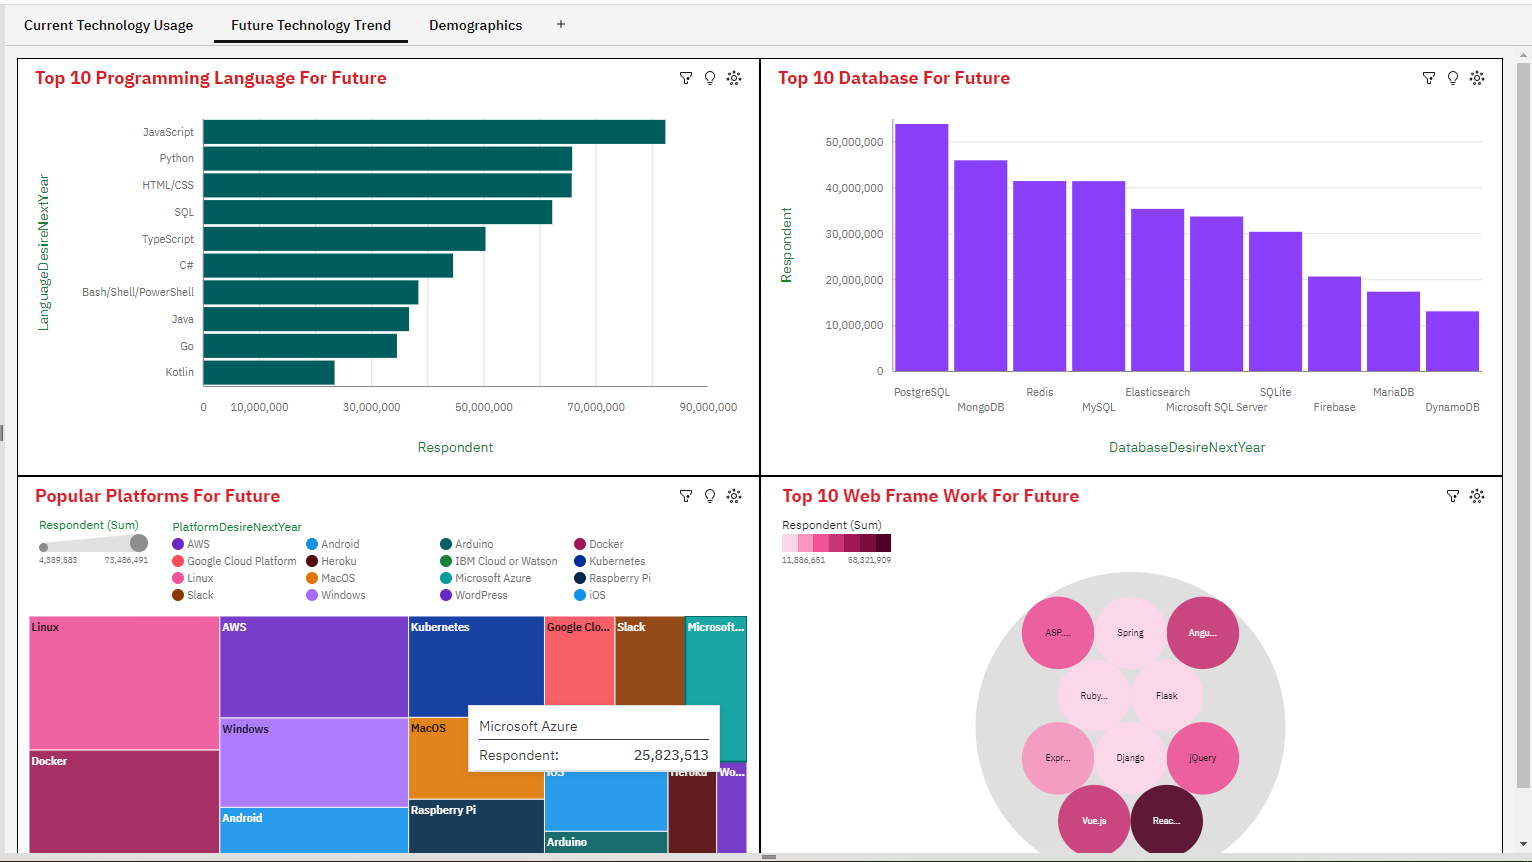 Current Technology Usage
Future Technology Trend
Demographics
+
Top 10 Programming Language For Future
LanguageDesireNextYear
JavaScript
Python
HTML/CSS
SQL
TypeScript
C#
Bash/Shell/PowerShell
Java
Go
Kotlin
0 10,000,000 30,000,000 50,000,000 70,000,000 90,000,000
Respondent
Top 10 Database For Future
Respondent
50,000,000
40,000,000
30,000,000
20,000,000
10,000,000
0
PostgreSQL Redis Elasticsearch SQLite MariaDB
MongoDB MySQL Microsoft SQL Server Firebase DynamoDB
DatabaseDesireNextYear
Popular Platforms For Future
Respondent (Sum)
4,389,583 73,486,491
PlatformDesireNextYear
AWS Android Arduino Docker
Google Cloud Platform Heroku IBM Cloud or Watson Kubernetes
Linux MacOS Microsoft Azure Raspberry Pi
Slack Windows WordPress iOS
Linux AWS Kubernetes Google Clo... Slack Microsoft...
Windows MacOS
Microsoft Azure
Respondent: 25,823,513
Docker iOS Heroku Wo...
Android Raspberry Pi
Arduino
Top 10 Web Frame Work For Future
Respondent (Sum)
11,886,651 58,321,909
ASP.... Spring Angu...
Ruby... Flask
Expr... Django jQuery
Vue.js Reac...